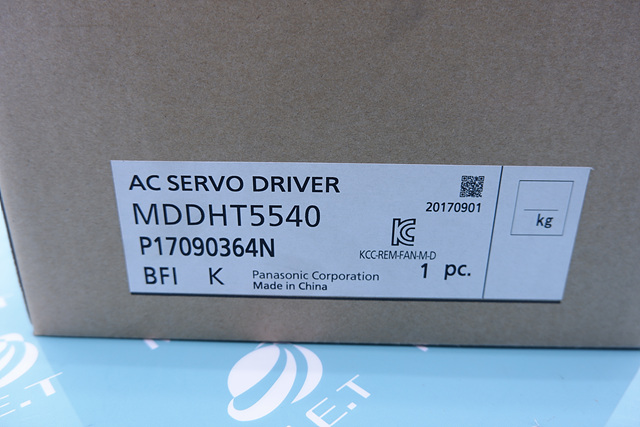 AC SERVO DRIVER
MDDHT5540
20170901
kg
P17090364N
KCC-REM-FAN-M-D
BFI K
Panasonic Corporation
Made in China
1 pc.
E.T
E.T